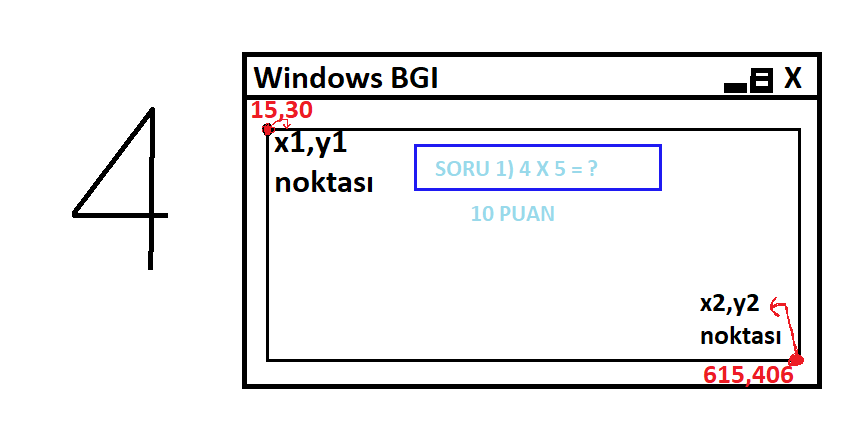 4
Windows BGI
X
15,30
x1,y1
noktası
SORU 1) 4 X 5 = ?
10 PUAN
x2,y2
noktası
615,406